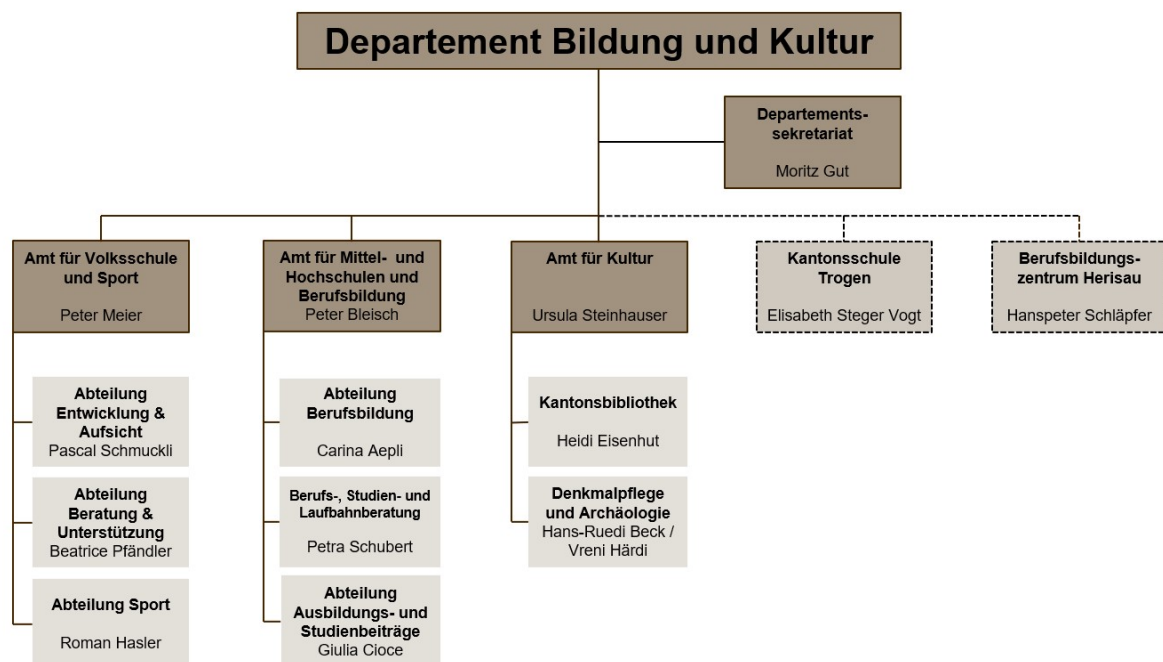 Departement Bildung und Kultur
Departements-
sekretariat
Moritz Gut
Amt für Volksschule
und Sport
Peter Meier
Amt für Mittel- und
Hochschulen und
Berufsbildung
Peter Bleisch
Amt für Kultur
Ursula Steinhauser
Kantonsschule
Trogen
Elisabeth Steger Vogt
Berufsbildungs-
zentrum Herisau
Hanspeter Schläpfer
Abteilung
Entwicklung &
Aufsicht
Pascal Schmuckli
Abteilung
Beratung &
Unterstützung
Beatrice Pfändler
Abteilung Sport
Roman Hasler
Abteilung
Berufsbildung
Carina Aepli
Berufs-, Studien- und
Laufbahnberatung
Petra Schubert
Abteilung
Ausbildungs- und
Studienbeiträge
Giulia Cioce
Kantonsbibliothek
Heidi Eisenhut
Denkmalpflege
und Archäologie
Hans-Ruedi Beck /
Vreni Härdi